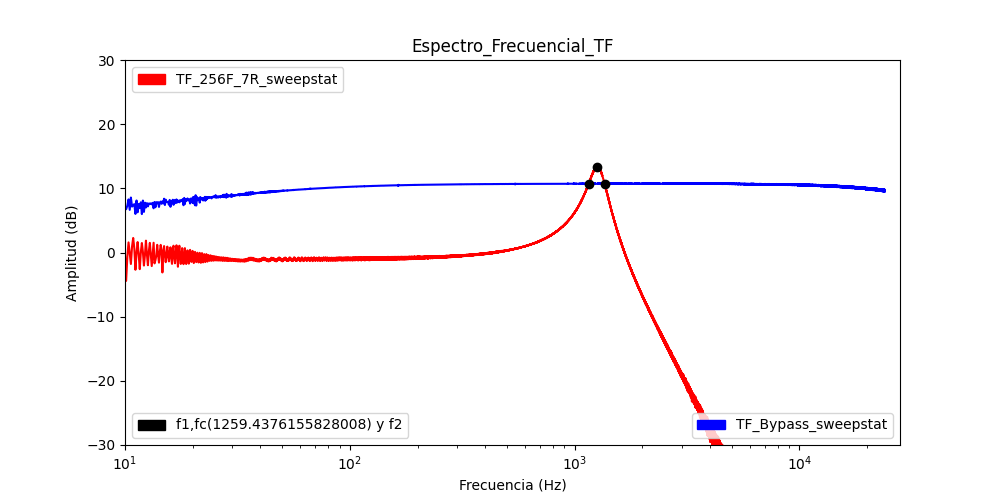 Espectro_Frecuencial_TF
TF_256F_7R_sweepstat
30
20
10
0
−10
−20
−30
Amplitud (dB)
f1,fc(1259.4376155828008) y f2
TF_Bypass_sweepstat
10¹
10²
10³
10⁴
Frecuencia (Hz)